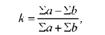 k = (Σa − Σb) / (Σa + Σb),